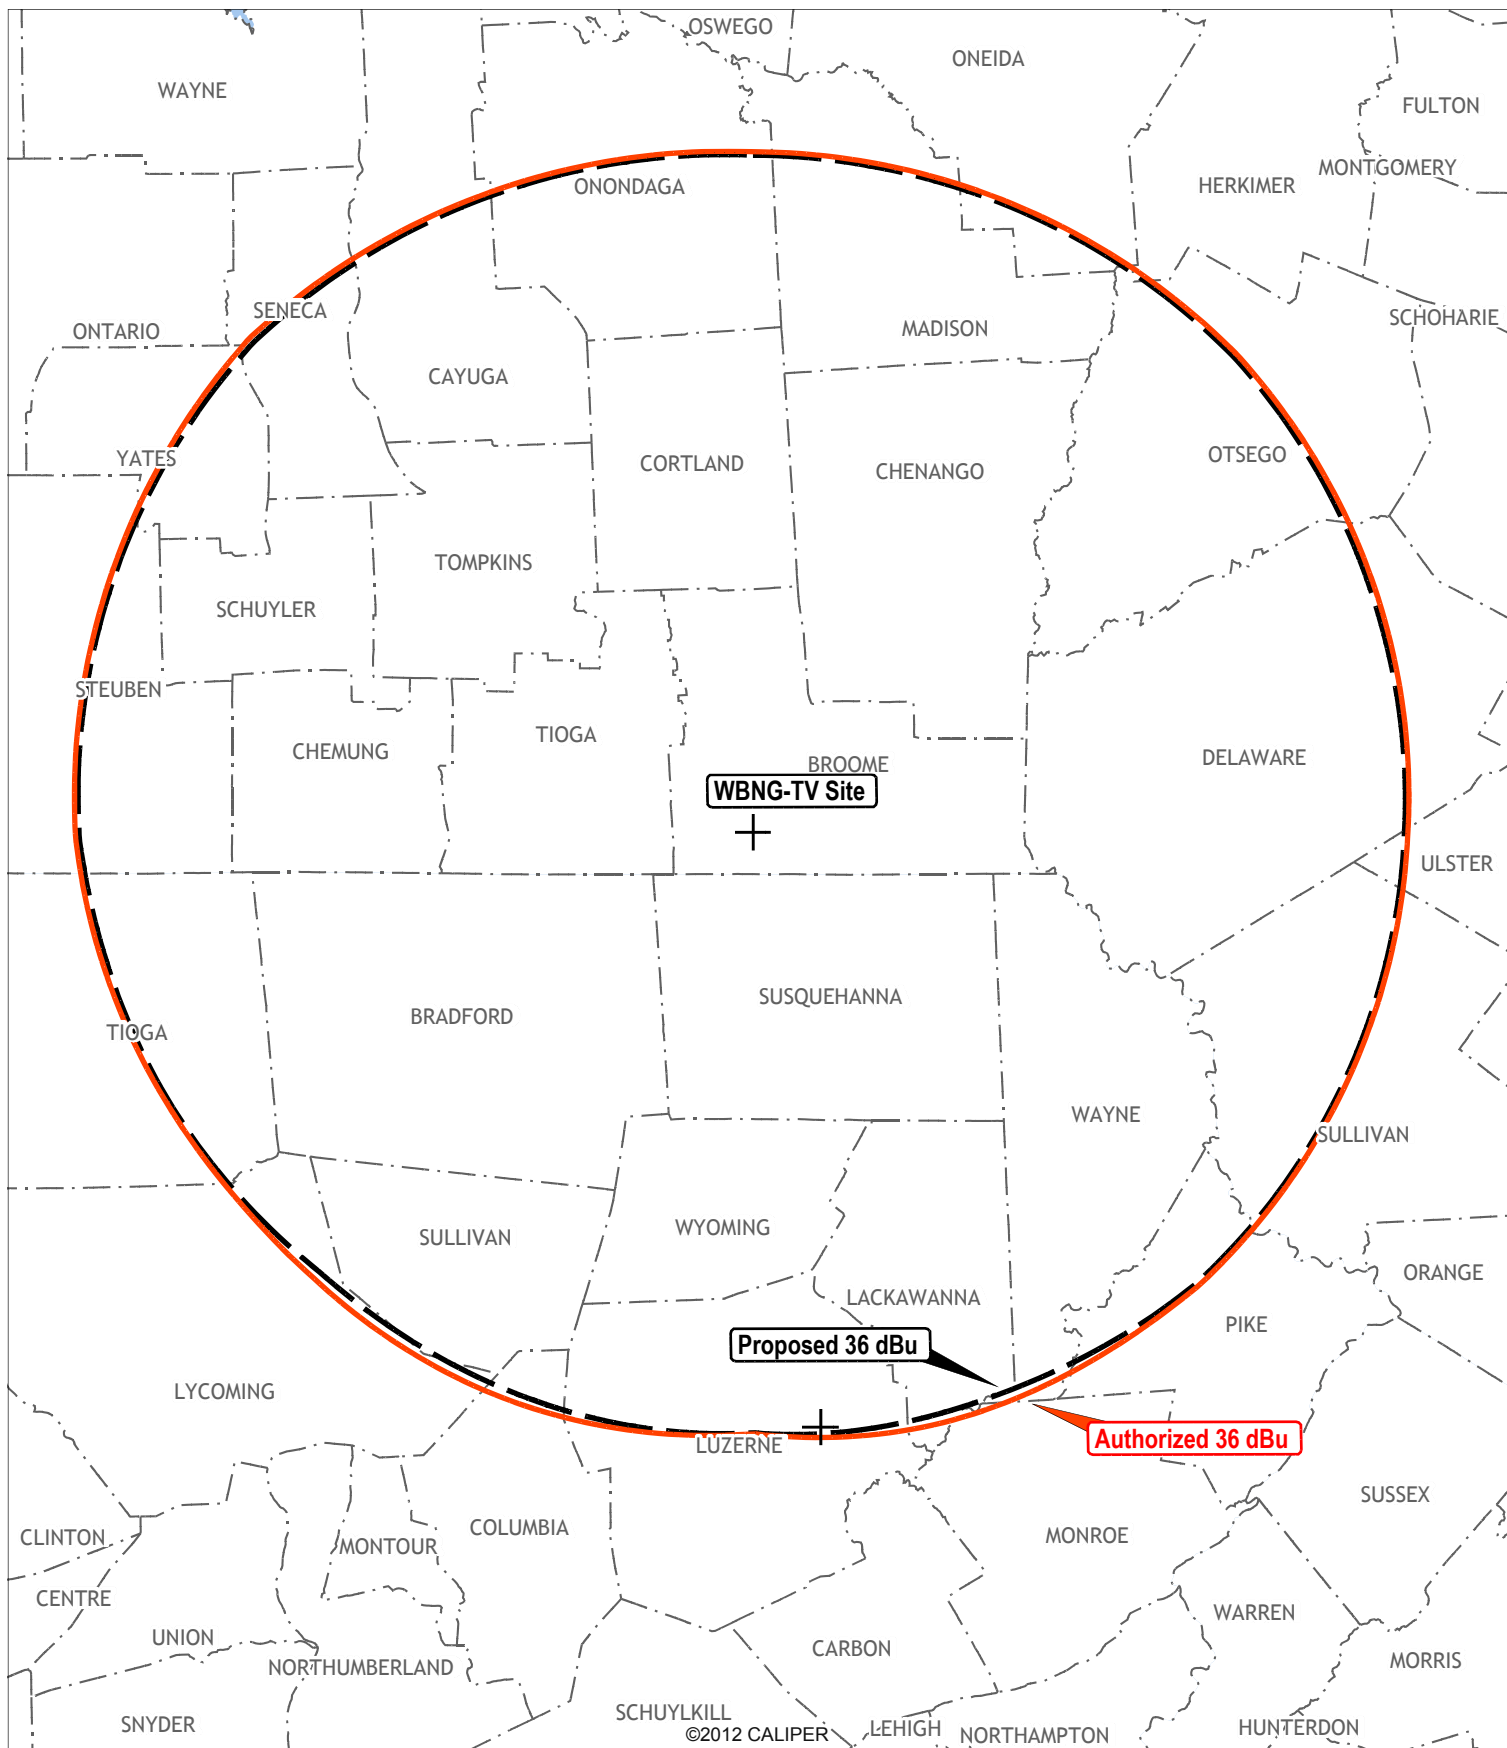 OSWEGO
ONEIDA
WAYNE
FULTON
MONTGOMERY
HERKIMER
ONONDAGA
SENECA
SCHOHARIE
ONTARIO
MADISON
CAYUGA
YATES
CORTLAND
CHENANGO
OTSEGO
TOMPKINS
SCHUYLER
STEUBEN
TIOGA
CHEMUNG
BROOME
DELAWARE
WBNG-TV Site
ULSTER
SUSQUEHANNA
BRADFORD
TIOGA
WAYNE
SULLIVAN
WYOMING
SULLIVAN
ORANGE
LACKAWANNA
PIKE
Proposed 36 dBu
LYCOMING
Authorized 36 dBu
LUZERNE
SUSSEX
COLUMBIA
CLINTON
MONROE
MONTOUR
CENTRE
WARREN
UNION
CARBON
NORTHUMBERLAND
MORRIS
SCHUYLKILL
SNYDER
LEHIGH
HUNTERDON
©2012 CALIPER
NORTHAMPTON